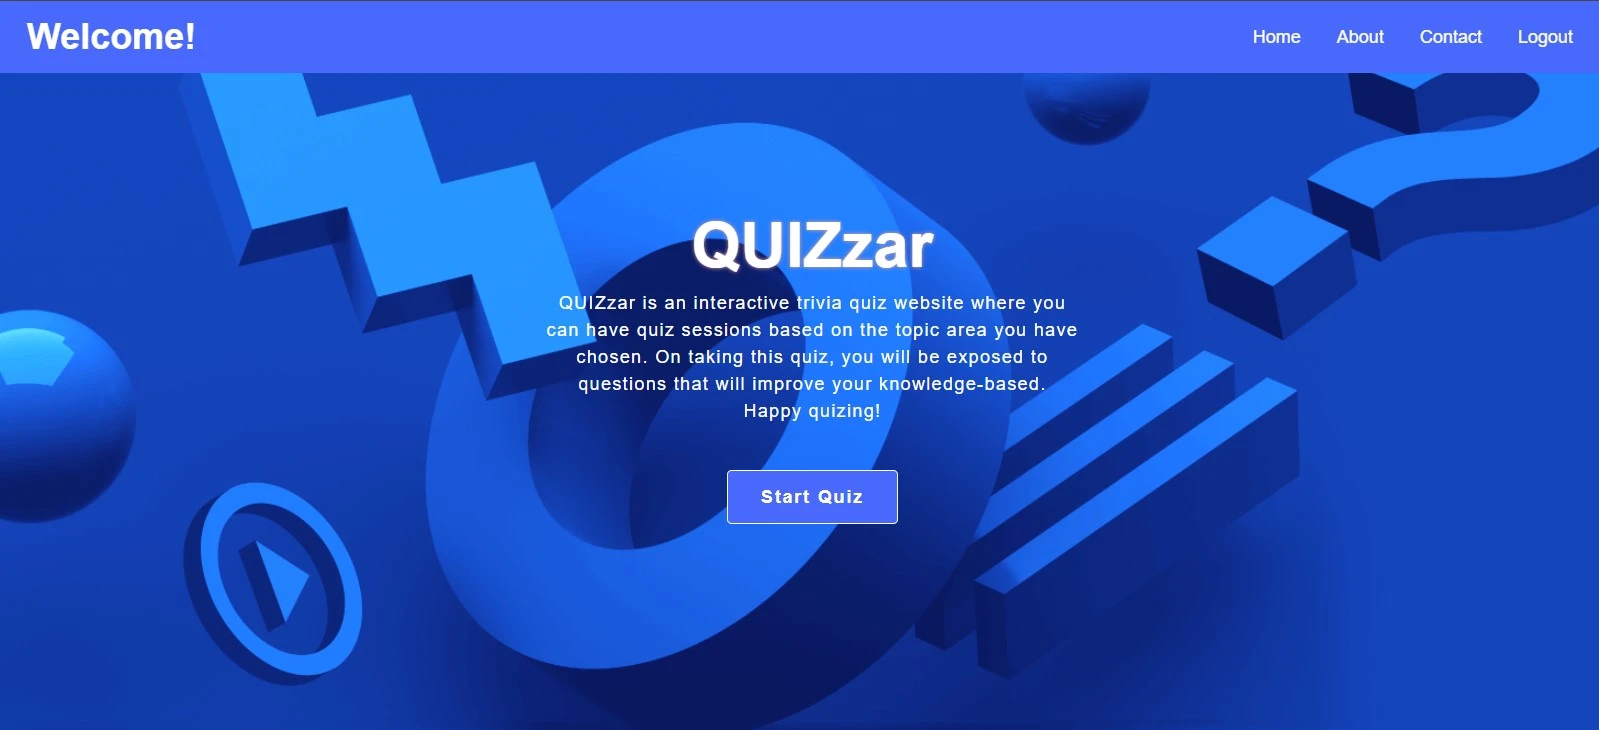 Welcome!
Home
About
Contact
Logout
QUIZzar
QUIZzar is an interactive trivia quiz website where you
can have quiz sessions based on the topic area you have
chosen. On taking this quiz, you will be exposed to
questions that will improve your knowledge-based.
Happy quizing!
Start Quiz